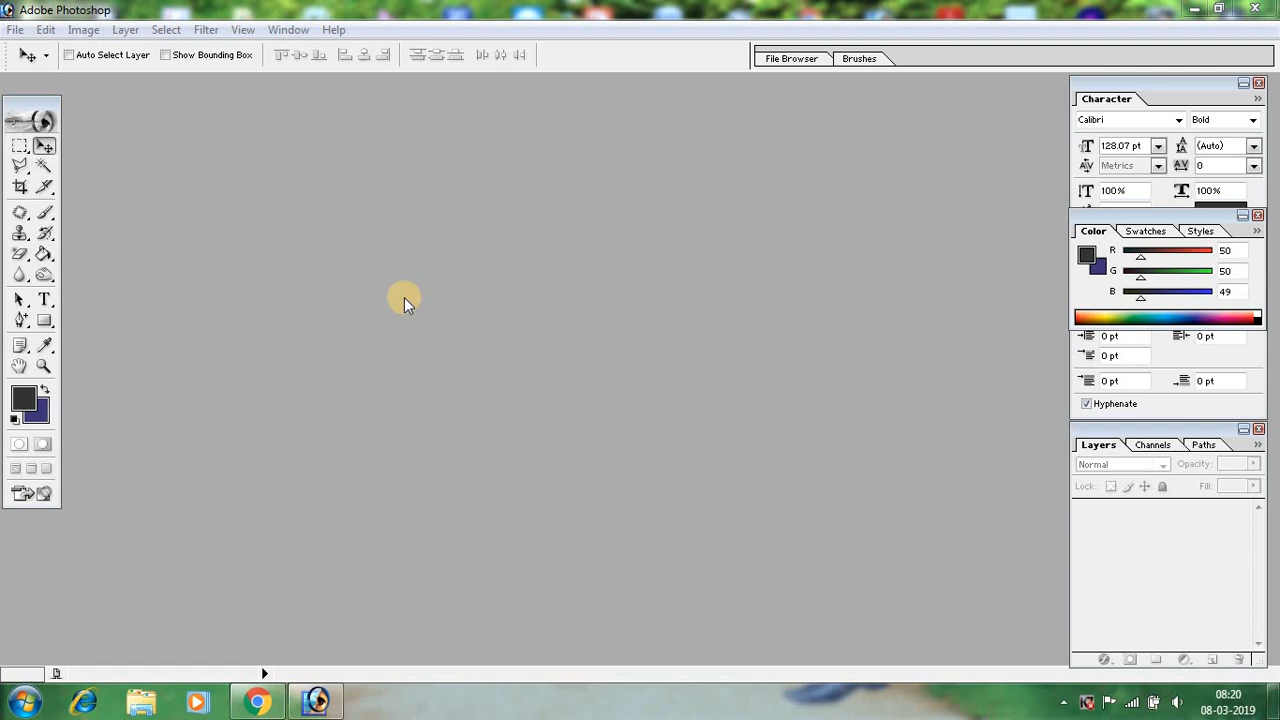 Adobe Photoshop
File Edit Image Layer Select Filter View Window Help
Auto Select Layer Show Bounding Box File Browser Brushes
Character
Calibri Bold
128.07 pt (Auto)
Metrics 0
100% 100%
Color Swatches Styles
R 50
G 50
B 49
0 pt 0 pt
0 pt
0 pt 0 pt
Hyphenate
Layers Channels Paths
Normal Opacity:
Lock: Fill:
08:20
08-03-2019